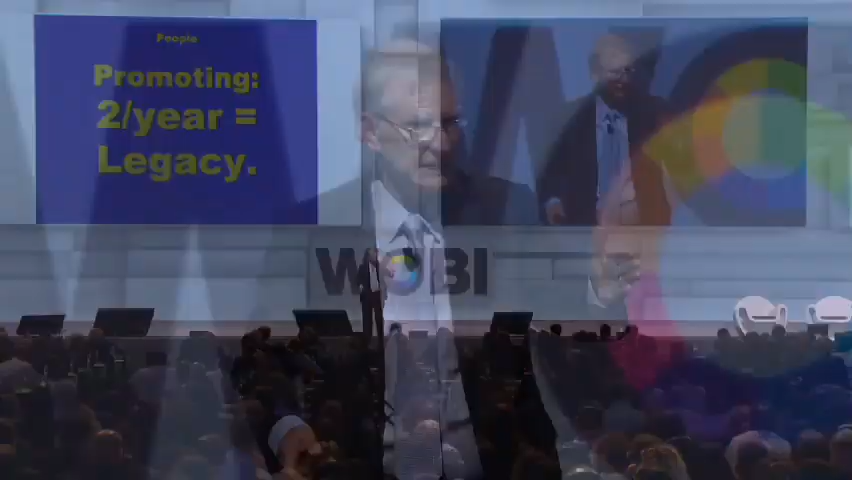 People
Promoting:
2/year =
Legacy.
WOBI